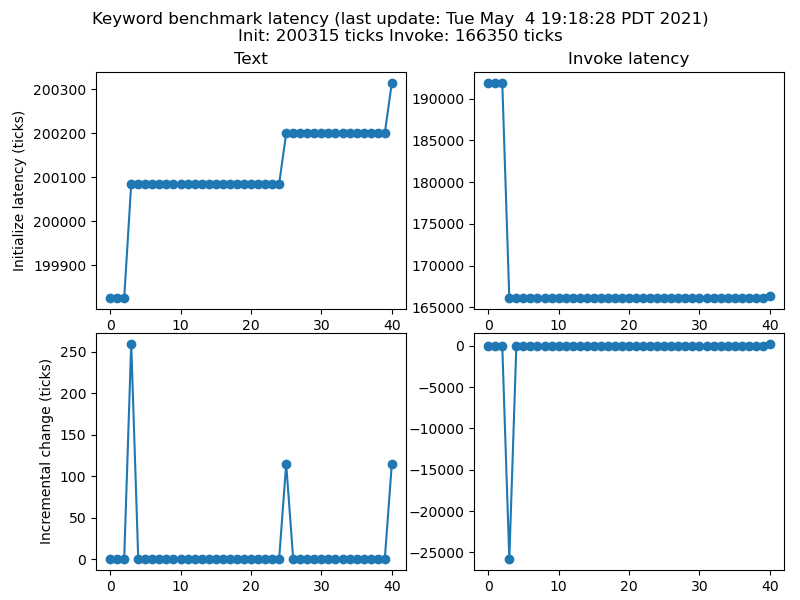 Keyword benchmark latency (last update: Tue May  4 19:18:28 PDT 2021)
Init: 200315 ticks Invoke: 166350 ticks
Text
Invoke latency
Initialize latency (ticks)
200300
200200
200100
200000
199900
0 10 20 30 40
190000
185000
180000
175000
170000
165000
0 10 20 30 40
Incremental change (ticks)
250
200
150
100
50
0
0 10 20 30 40
0
−5000
−10000
−15000
−20000
−25000
0 10 20 30 40